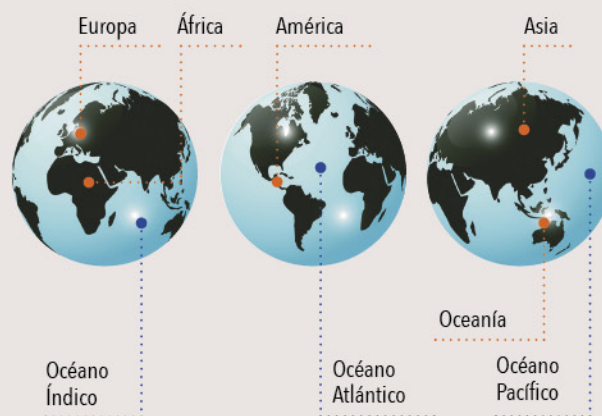 Europa
África
América
Asia
Oceanía
Océano
Índico
Océano
Atlántico
Océano
Pacífico